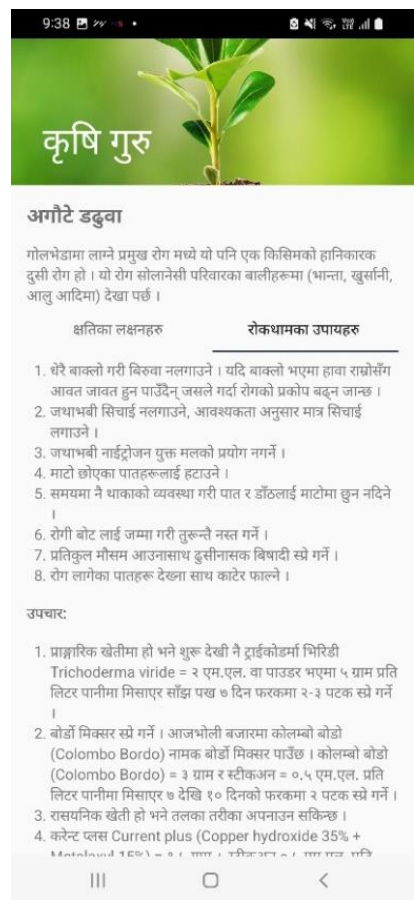 9:38
कृषि गुरु
अगौटे डढुवा
गोलभेडामा लाग्ने प्रमुख रोग मध्ये यो पनि एक किसिमको हानिकारक
दुसी रोग हो । यो रोग सोलानेसी परिवारका बालीहरूमा (भान्ता, खुर्सानी,
आलु आदिमा) देखा पर्छ ।
क्षतिका लक्षनहरु रोकथामका उपायहरु
1. धेरै बाक्लो गरी बिरुवा नलगाउने । यदि बाक्लो भएमा हावा राम्रोसँग
आवत जावत हुन पाउँदैन् जसले गर्दा रोगको प्रकोप बढ्न जान्छ ।
2. जथाभबी सिचाई नलगाउने, आवश्यकता अनुसार मात्र सिचाई
लगाउने ।
3. जथाभबी नाईट्रोजन युक्त मलको प्रयोग नगर्ने ।
4. माटो छोएका पातहरूलाई हटाउने ।
5. समयमा नै थाकाको व्यवस्था गरी पात र डाँठलाई माटोमा छुन नदिने
।
6. रोगी बोट लाई जम्मा गरी तुरून्तै नस्त गर्ने ।
7. प्रतिकुल मौसम आउनासाथ ढुसीनासक बिषादी स्प्रे गर्ने ।
8. रोग लागेका पातहरू देख्ना साथ काटेर फाल्ने ।
उपचार:
1. प्राङ्गारिक खेतीमा हो भने शुरू देखी नै ट्राईकोडर्मा भिरिडी
Trichoderma viride = २ एम.एल. वा पाउडर भएमा ५ ग्राम प्रति
लिटर पानीमा मिसाएर साँझ पख ७ दिन फरकमा २-३ पटक स्प्रे गर्ने
।
2. बोर्डो मिक्सर स्प्रे गर्ने । आजभोली बजारमा कोलम्बो बोडो
(Colombo Bordo) नामक बोर्डो मिक्सर पाउँछ । कोलम्बो बोडो
(Colombo Bordo) = ३ ग्राम र स्टीकअन = ०.५ एम.एल. प्रति
लिटर पानीमा मिसाएर ७ देखि १० दिनको फरकमा २ पटक स्प्रे गर्ने ।
3. रासयनिक खेती हो भने तलका तरीका अपनाउन सकिन्छ ।
4. करेन्ट प्लस Current plus (Copper hydroxide 35% +